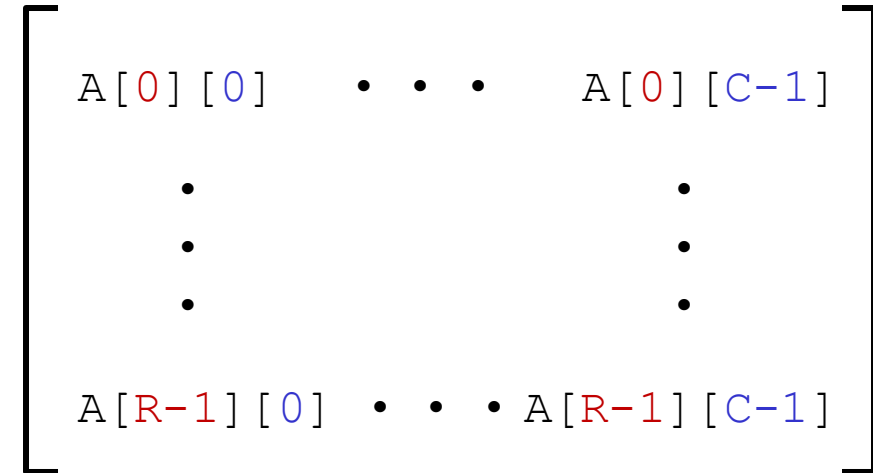 A[0][0] • • • A[0][C-1]
• •
• •
• •
A[R-1][0] • • • A[R-1][C-1]